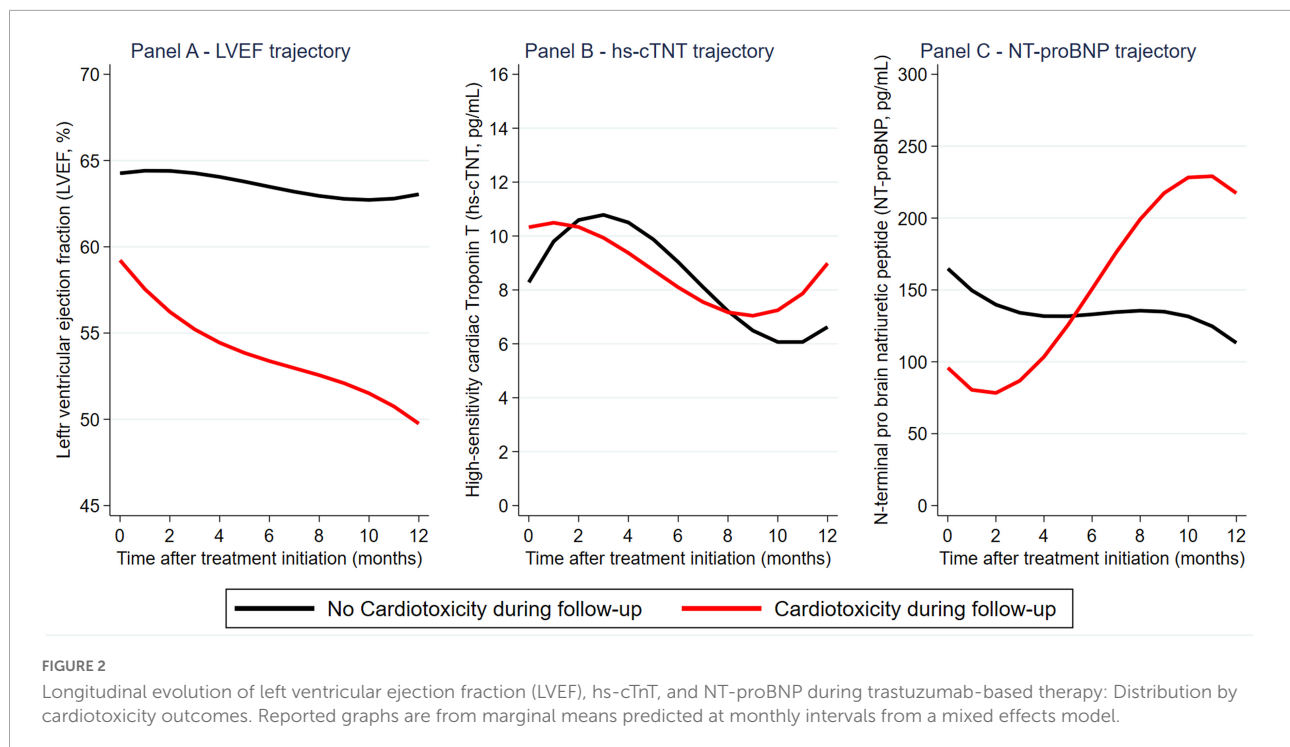 Panel A - LVEF trajectory
Leftr ventricular ejection fraction (LVEF, %)
70
65
60
55
50
45
0 2 4 6 8 10 12
Time after treatment initiation (months)
Panel B - hs-cTNT trajectory
High-sensitivity cardiac Troponin T (hs-cTNT, pg/mL)
16
14
12
10
8
6
4
2
0
0 2 4 6 8 10 12
Time after treatment initiation (months)
Panel C - NT-proBNP trajectory
N-terminal pro brain natriuretic peptide (NT-proBNP, pg/mL)
300
250
200
150
100
50
0
0 2 4 6 8 10 12
Time after treatment initiation (months)
No Cardiotoxicity during follow-up
Cardiotoxicity during follow-up
FIGURE 2
Longitudinal evolution of left ventricular ejection fraction (LVEF), hs-cTnT, and NT-proBNP during trastuzumab-based therapy: Distribution by
cardiotoxicity outcomes. Reported graphs are from marginal means predicted at monthly intervals from a mixed effects model.